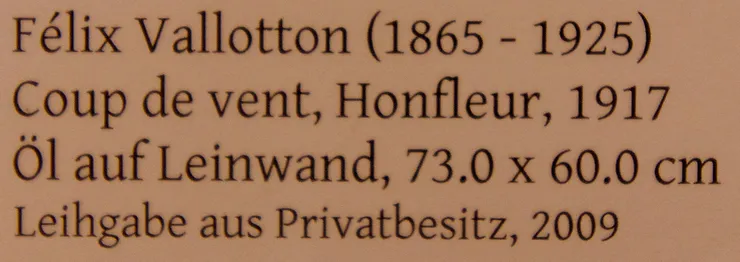 Félix Vallotton (1865 - 1925)
Coup de vent, Honfleur, 1917
Öl auf Leinwand, 73.0 x 60.0 cm
Leihgabe aus Privatbesitz, 2009